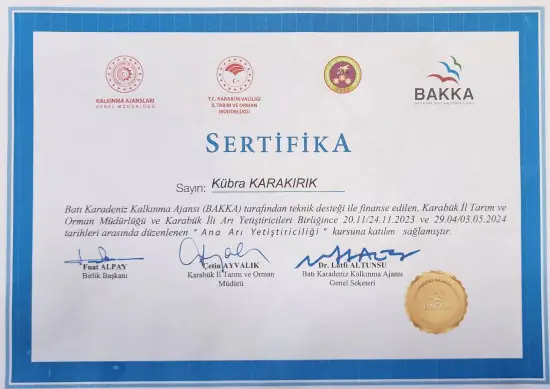 KALKINMA AJANSLARI
GENEL MÜDÜRLÜĞÜ
T.C. KARABÜK VALİLİĞİ
İL TARIM VE ORMAN
MÜDÜRLÜĞÜ
BAKKA
SERTİFİKA
Sayın: Kübra KARAKIRIK
Batı Karadeniz Kalkınma Ajansı (BAKKA) tarafından teknik desteği ile finanse edilen, Karabük İl Tarım ve
Orman Müdürlüğü ve Karabük İli Arı Yetiştiricileri Birliğince 20.11/24.11.2023 ve 29.04/03.05.2024
tarihleri arasında düzenlenen " Ana Arı Yetiştiriciliği " kursuna katılım sağlamıştır.
Fuat ALPAY
Birlik Başkanı
Çetin AYVALIK
Karabük İl Tarım ve Orman
Müdürü
Dr. Lütfi ALTUNSU
Batı Karadeniz Kalkınma Ajansı
Genel Sekreteri